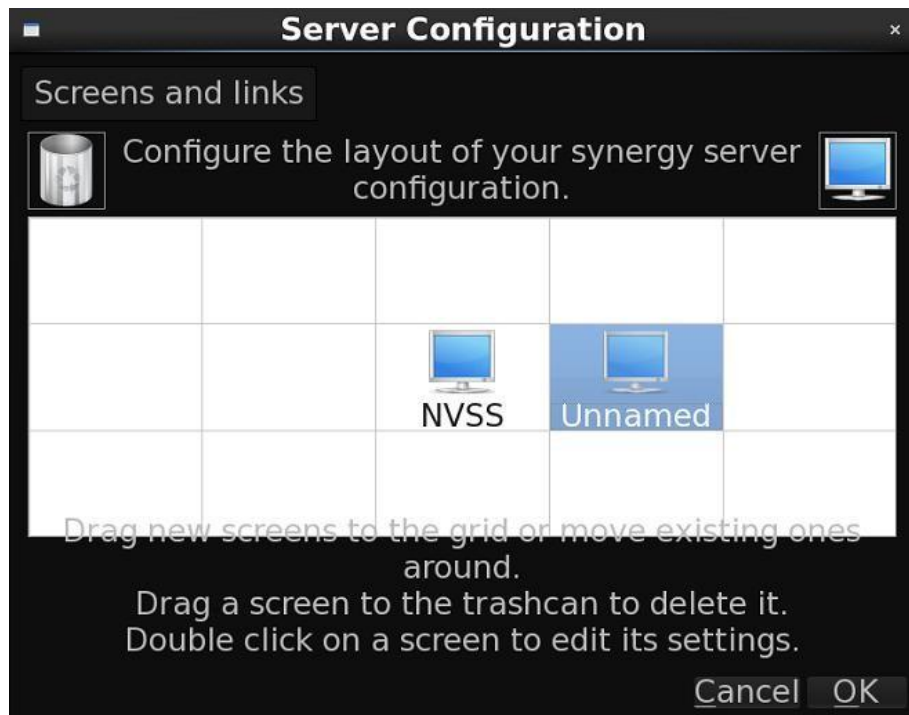 Server Configuration
Screens and links
Configure the layout of your synergy server
configuration.
NVSS
Unnamed
Drag new screens to the grid or move existing ones
around.
Drag a screen to the trashcan to delete it.
Double click on a screen to edit its settings.
Cancel
OK